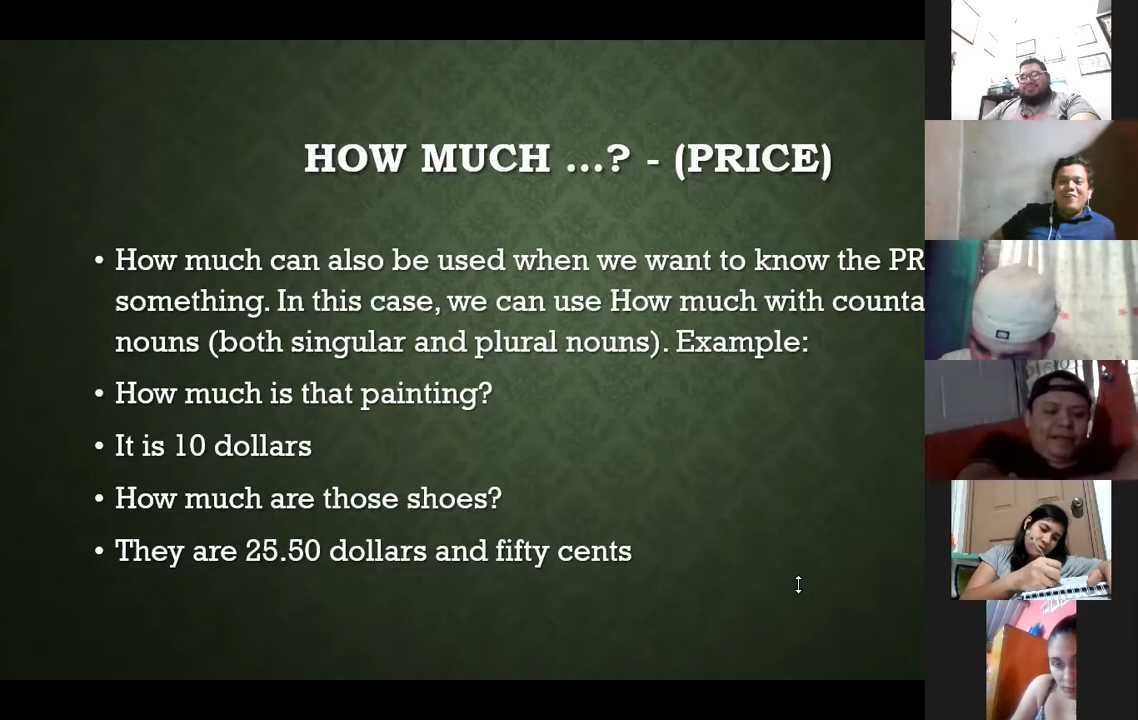 HOW MUCH ...? - (PRICE)
• How much can also be used when we want to know the
something. In this case, we can use How much with
nouns (both singular and plural nouns). Example:
• How much is that painting?
• It is 10 dollars
• How much are those shoes?
• They are 25.50 dollars and fifty cents